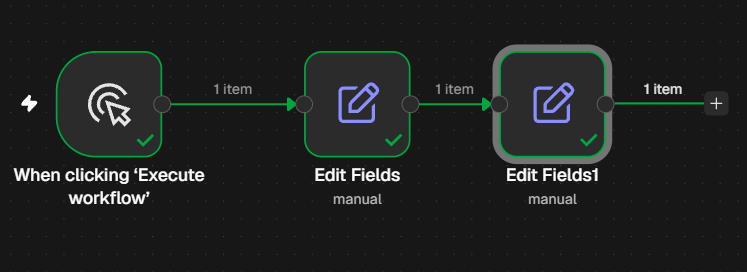 1 item
1 item
1 item
When clicking ‘Execute
workflow’
Edit Fields
manual
Edit Fields1
manual